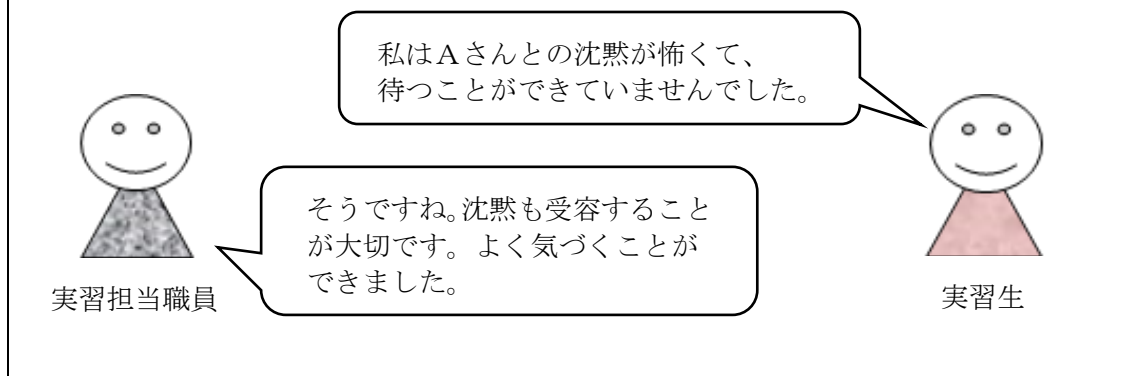 私はＡさんとの沈黙が怖くて、
待つことができていませんでした。
そうですね。沈黙も受容すること
が大切です。よく気づくことが
できました。
実習担当職員
実習生